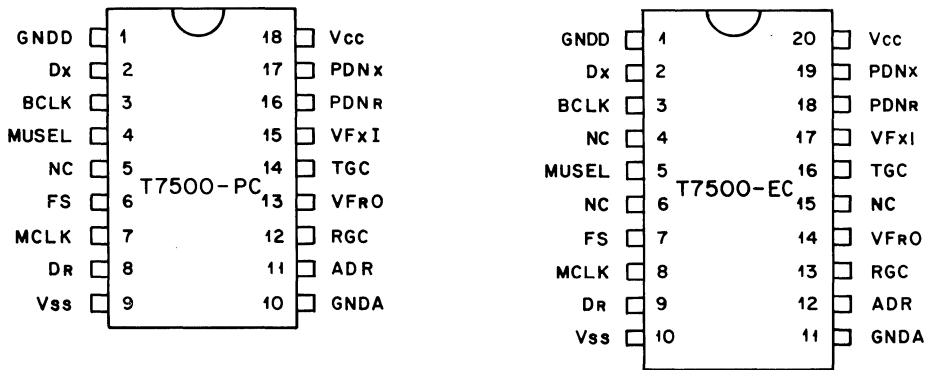 GNDD 1 18 Vcc
Dx 2 17 PDNx
BCLK 3 16 PDNR
MUSEL 4 15 VFxI
NC 5 14 TGC
T7500-PC
FS 6 13 VFRO
MCLK 7 12 RGC
DR 8 11 ADR
Vss 9 10 GNDA
GNDD 1 20 Vcc
Dx 2 19 PDNx
BCLK 3 18 PDNR
NC 4 17 VFxI
MUSEL 5 16 TGC
T7500-EC
NC 6 15 NC
FS 7 14 VFRO
MCLK 8 13 RGC
DR 9 12 ADR
Vss 10 11 GNDA